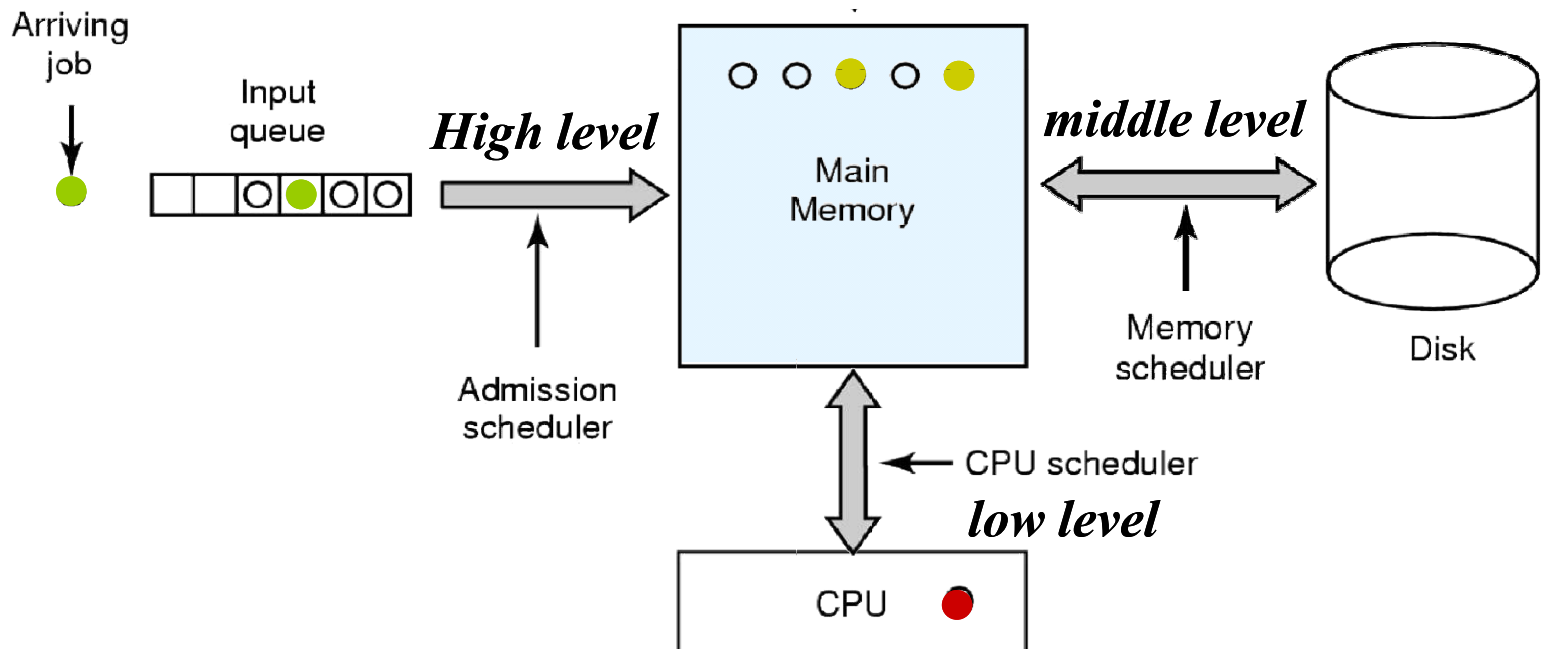 Arriving
job
Input
queue
High level
Main
Memory
middle level
Admission
scheduler
Memory
scheduler
Disk
CPU scheduler
low level
CPU